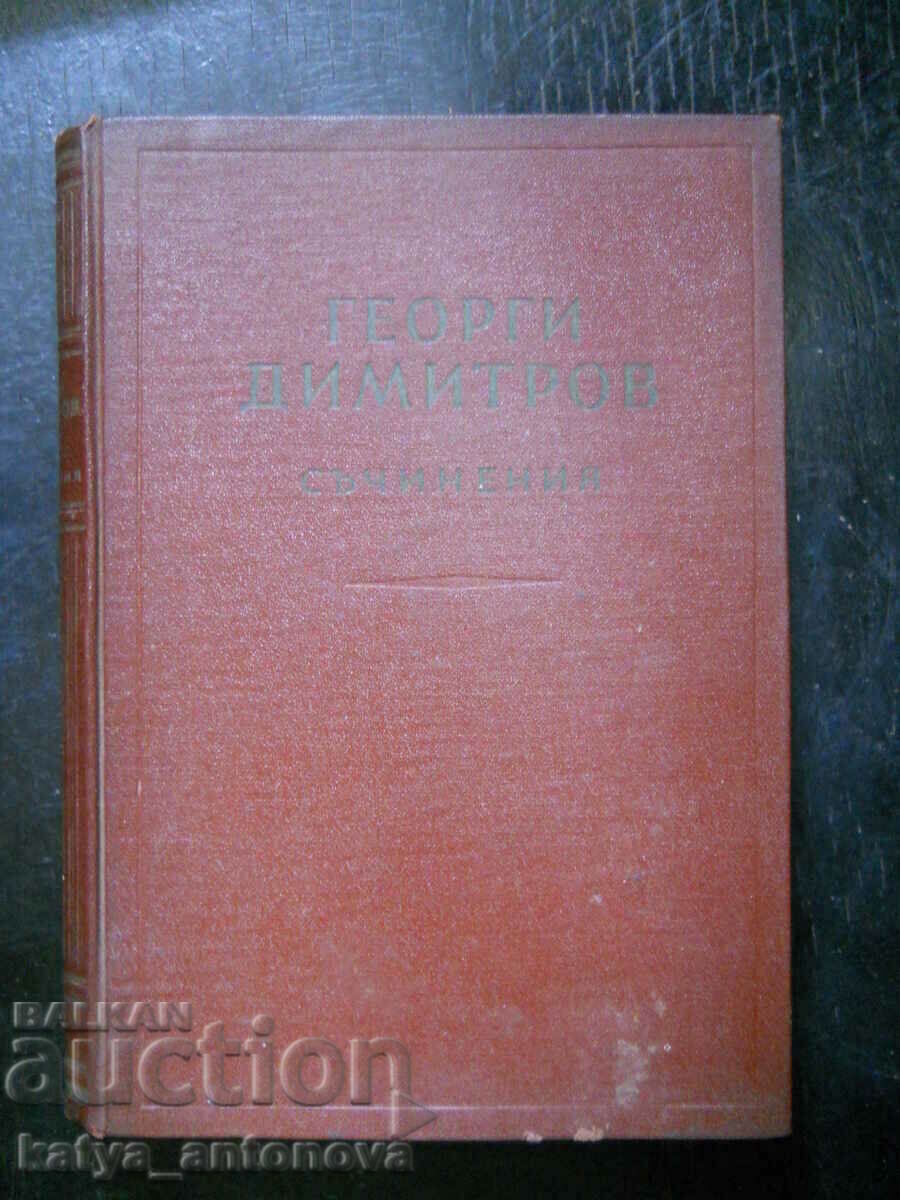 ГЕОРГИ
ДИМИТРОВ
СЪЧИНЕНИЯ
BALKAN
auction
katya_antonova